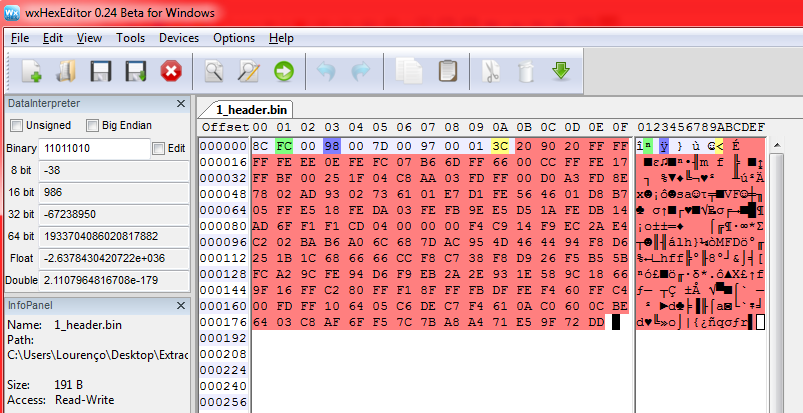 wxHexEditor 0.24 Beta for Windows
File Edit View Tools Devices Options Help
DataInterpreter
Unsigned Big Endian
Binary 11011010 Edit
8 bit -38
16 bit 986
32 bit -67238950
64 bit 1933704086020817882
Float -2.6378430420722e+036
Double 2.1107964816708e-179
InfoPanel
Name: 1_header.bin
Path:
C:\Users\Lourenço\Desktop\Extrac
Size: 191 B
Access: Read-Write
1_header.bin
Offset 00 01 02 03 04 05 06 07 08 09 0A 0B 0C 0D 0E 0F 0123456789ABCDEF
000000 8C FC 00 98 00 7D 00 97 00 01 3C 20 90 20 FF FF
000016 FF FE EE 0E FE FC 07 B6 6D FF 66 00 CC FF FE 17
000032 FF BF 00 25 1F 04 C8 AA 03 FD FF 00 D0 A3 FD 8E
000048 78 02 AD 93 02 73 61 01 E7 D1 FE 56 46 01 D8 B7
000064 05 FF E5 18 FE DA 03 FE FB 9E E5 D5 1A FE DB 14
000080 AD 6F F1 F1 CD 04 00 00 00 F4 C9 14 F9 EC 2A E4
000096 C2 02 BA B6 A0 6C 68 7D AC 95 4D 46 44 94 F8 D6
000112 25 1B 1C 68 66 66 CC F8 C7 38 F8 D9 26 F5 B5 5B
000128 FC A2 9C FE 94 D6 F9 EB 2A 2E 93 1E 58 9C 18 66
000144 9F 16 FF C2 80 FF F1 8F FF FB DF FE F4 60 FF C4
000160 00 FD FF 10 64 05 C6 DE C7 F4 61 0A C0 60 0C BE
000176 64 03 C8 AF 6F F5 7C 7B A8 A4 71 E5 9F 72 DD
000192
000208
000224
000240
000256